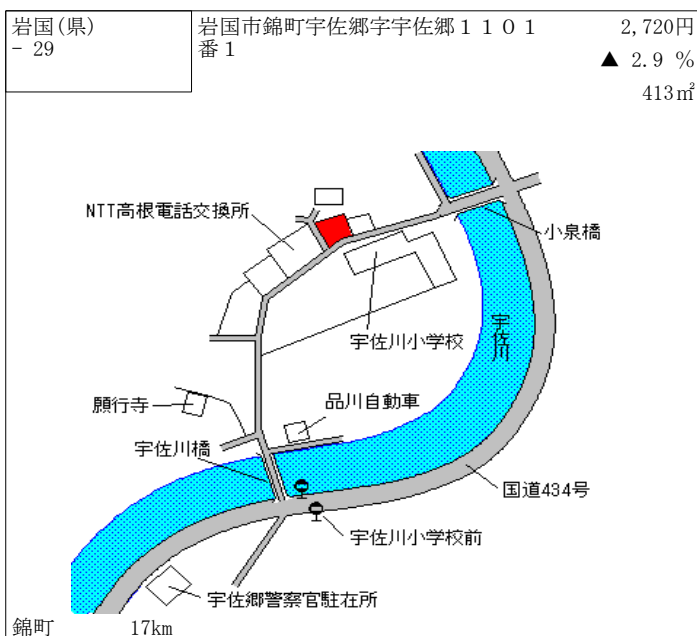 岩国(県)
－29
岩国市錦町宇佐郷字宇佐郷１１０１
番１
2,720円
▲ 2.9 %
413㎡
NTT高根電話交換所
小泉橋
宇佐川小学校
宇佐川
願行寺
品川自動車
宇佐川橋
国道434号
宇佐川小学校前
宇佐郷警察官駐在所
錦町 17km